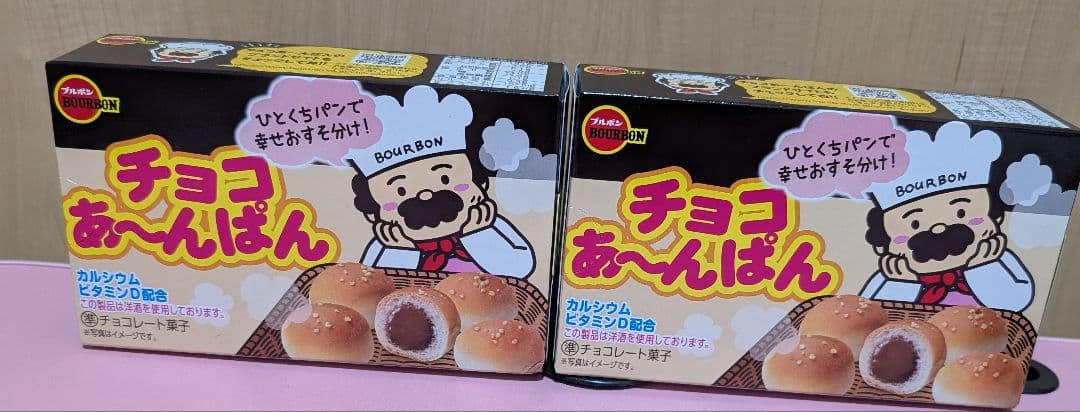 ブルボン
BOURBON
ひとくちパンで
幸せおすそ分け!
BOURBON
チョコ
あ〜んぱん
カルシウム
ビタミンD配合
この製品は洋酒を使用しております。
準チョコレート菓子
※写真はイメージです。
ブルボン
BOURBON
ひとくちパンで
幸せおすそ分け!
BOURBON
チョコ
あ〜んぱん
カルシウム
ビタミンD配合
この製品は洋酒を使用しております。
準チョコレート菓子
※写真はイメージです。